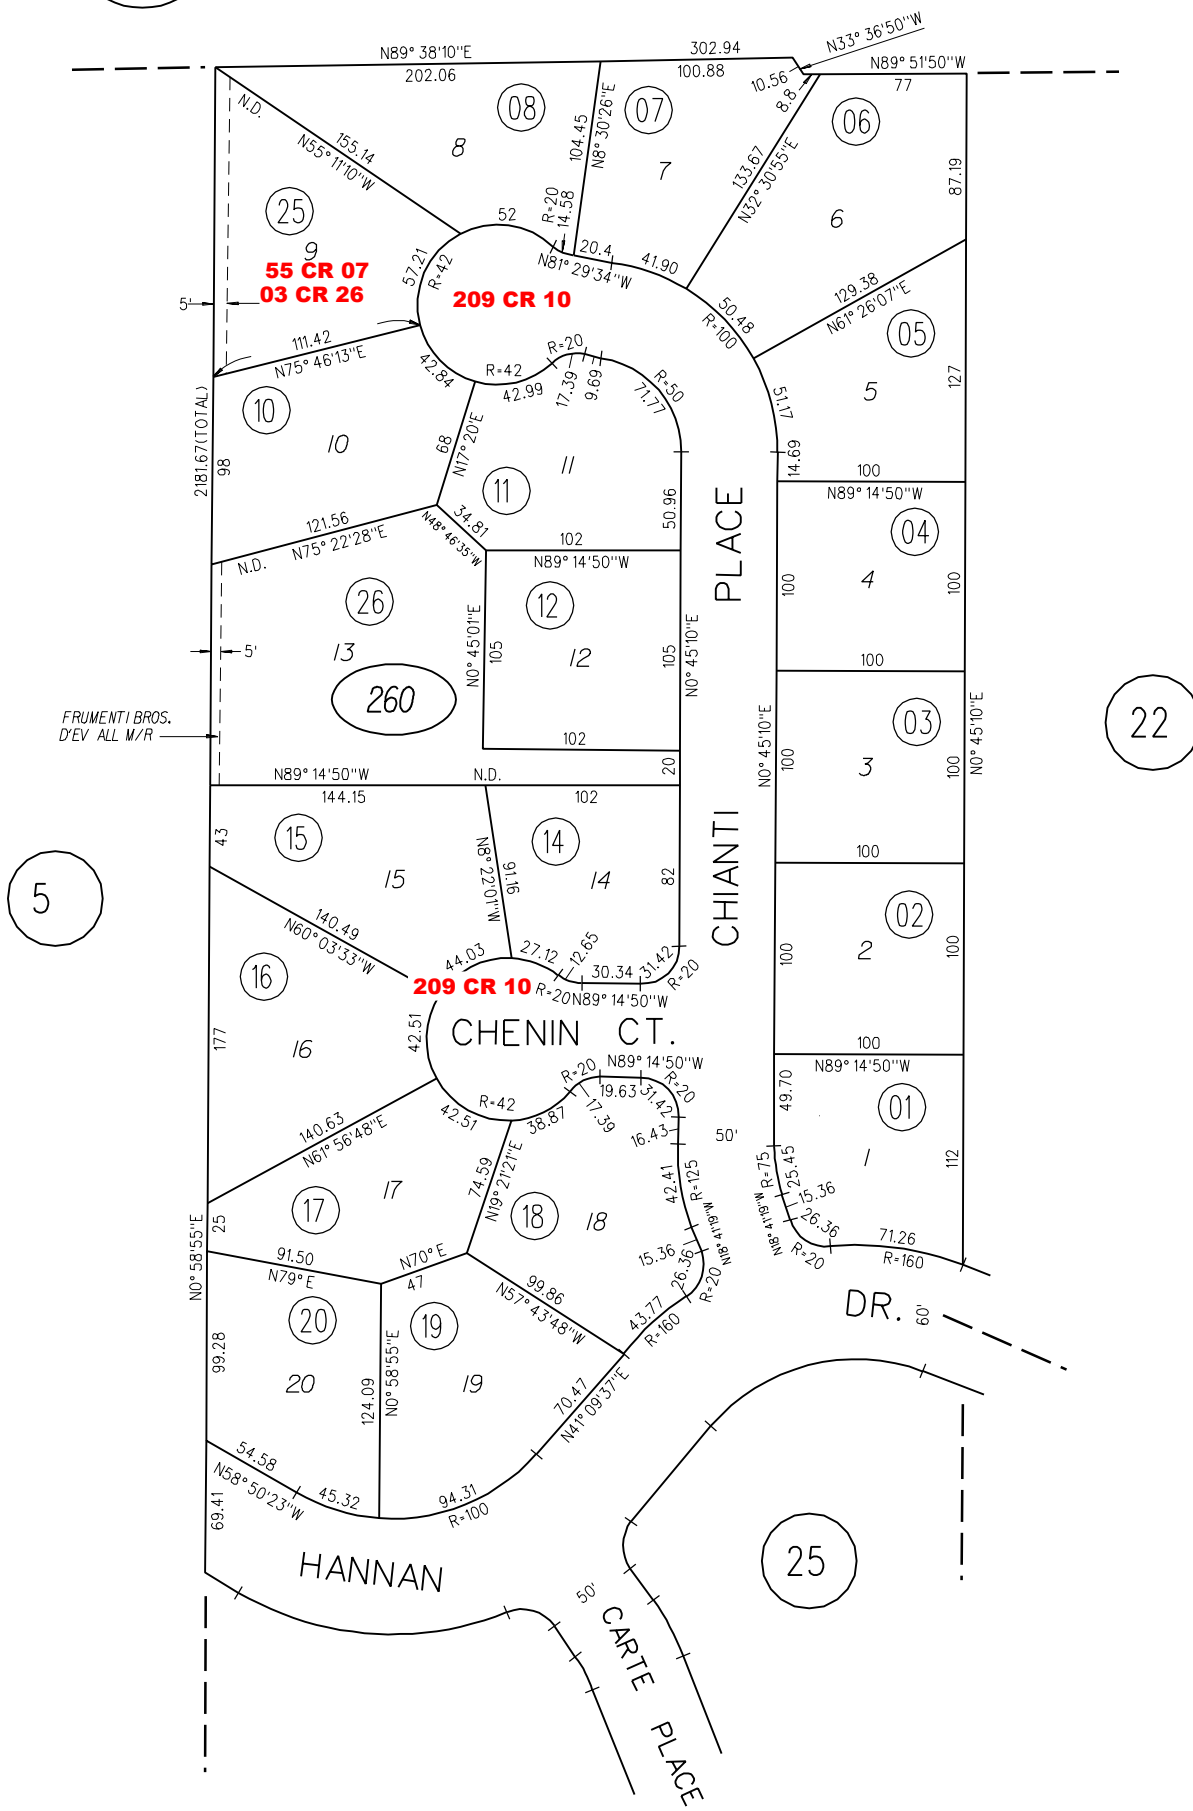 N89° 38'10"E
202.06
302.94
100.88
N33° 36'50"W
10.56
8.8
N89° 51'50"W
77
N.D.
155.14
N55° 11'10"W
08
8
104.45
N8° 30'26"E
07
7
133.67
N32° 30'55"E
06
6
87.19
25
9
55 CR 07
03 CR 26
5'
57.21
R=42
52
R=20
14.58
20.4
N81° 29'34"W
41.90
209 CR 10
50.48
R=100
129.38
N61° 26'07"E
05
5
127
51.17
14.69
111.42
N75° 46'13"E
42.84
R=42
42.99
R=20
17.39
9.69
R=50
71.77
10
10
2181.67(TOTAL)
98
68
N17° 20'E
11
11
50.96
100
N89° 14'50"W
PLACE
121.56
N75° 22'28"E
34.81
N48° 46'35"W
102
N89° 14'50"W
04
4
100
100
N.D.
26
13
5'
260
N0° 45'01"E
105
12
12
105
N0° 45'10"E
100
FRUMENTI BROS.
D'EV ALL M/R
102
20
N0° 45'10"E
03
3
100
100
N0° 45'10"E
22
N89° 14'50"W
144.15
N.D.
102
43
15
15
N8° 22'01"W
91.16
14
14
82
CHIANTI
100
5
140.49
N60° 03'33"W
44.03
27.12
12.65
R=20
30.34
N89° 14'50"W
31.42
R=20
02
2
100
100
16
16
177
209 CR 10
42.51
CHENIN CT.
100
N89° 14'50"W
N89° 14'50"W
R=20
19.63
31.42
R=20
R=42
42.51
38.87
17.39
16.43
50'
49.70
01
1
112
140.63
N61° 56'48"E
74.59
N19° 21'21"E
42.41
R=125
R=75
25.45
15.36
N18° 41'19"W
26.36
R=20
71.26
R=160
17
17
25
N0° 58'55"E
18
18
N18° 41'19"W
15.36
26.36
R=20
91.50
N79° E
N70° E
47
99.86
N57° 43'48"W
43.77
R=160
DR.
60'
20
20
99.28
124.09
N0° 58'55"E
19
19
70.47
N41° 09'37"E
54.58
N58° 50'23"W
45.32
94.31
R=100
69.41
HANNAN
25
50'
CARTE PLACE